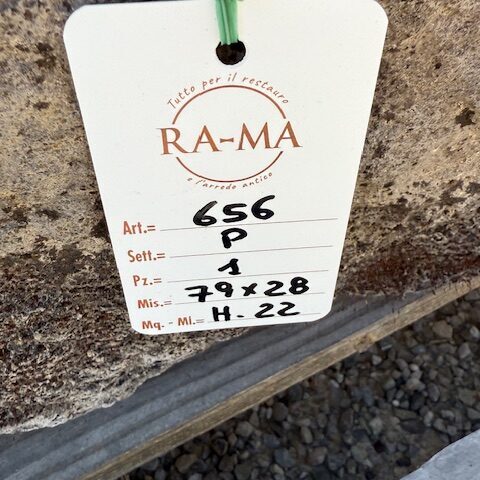 Tutto per il restauro
RA-MA
e l'arredo antico
Art.= 656
Sett.= P
Pz.= 1
Mis.= 79x28
Mq. - Ml.= H. 22